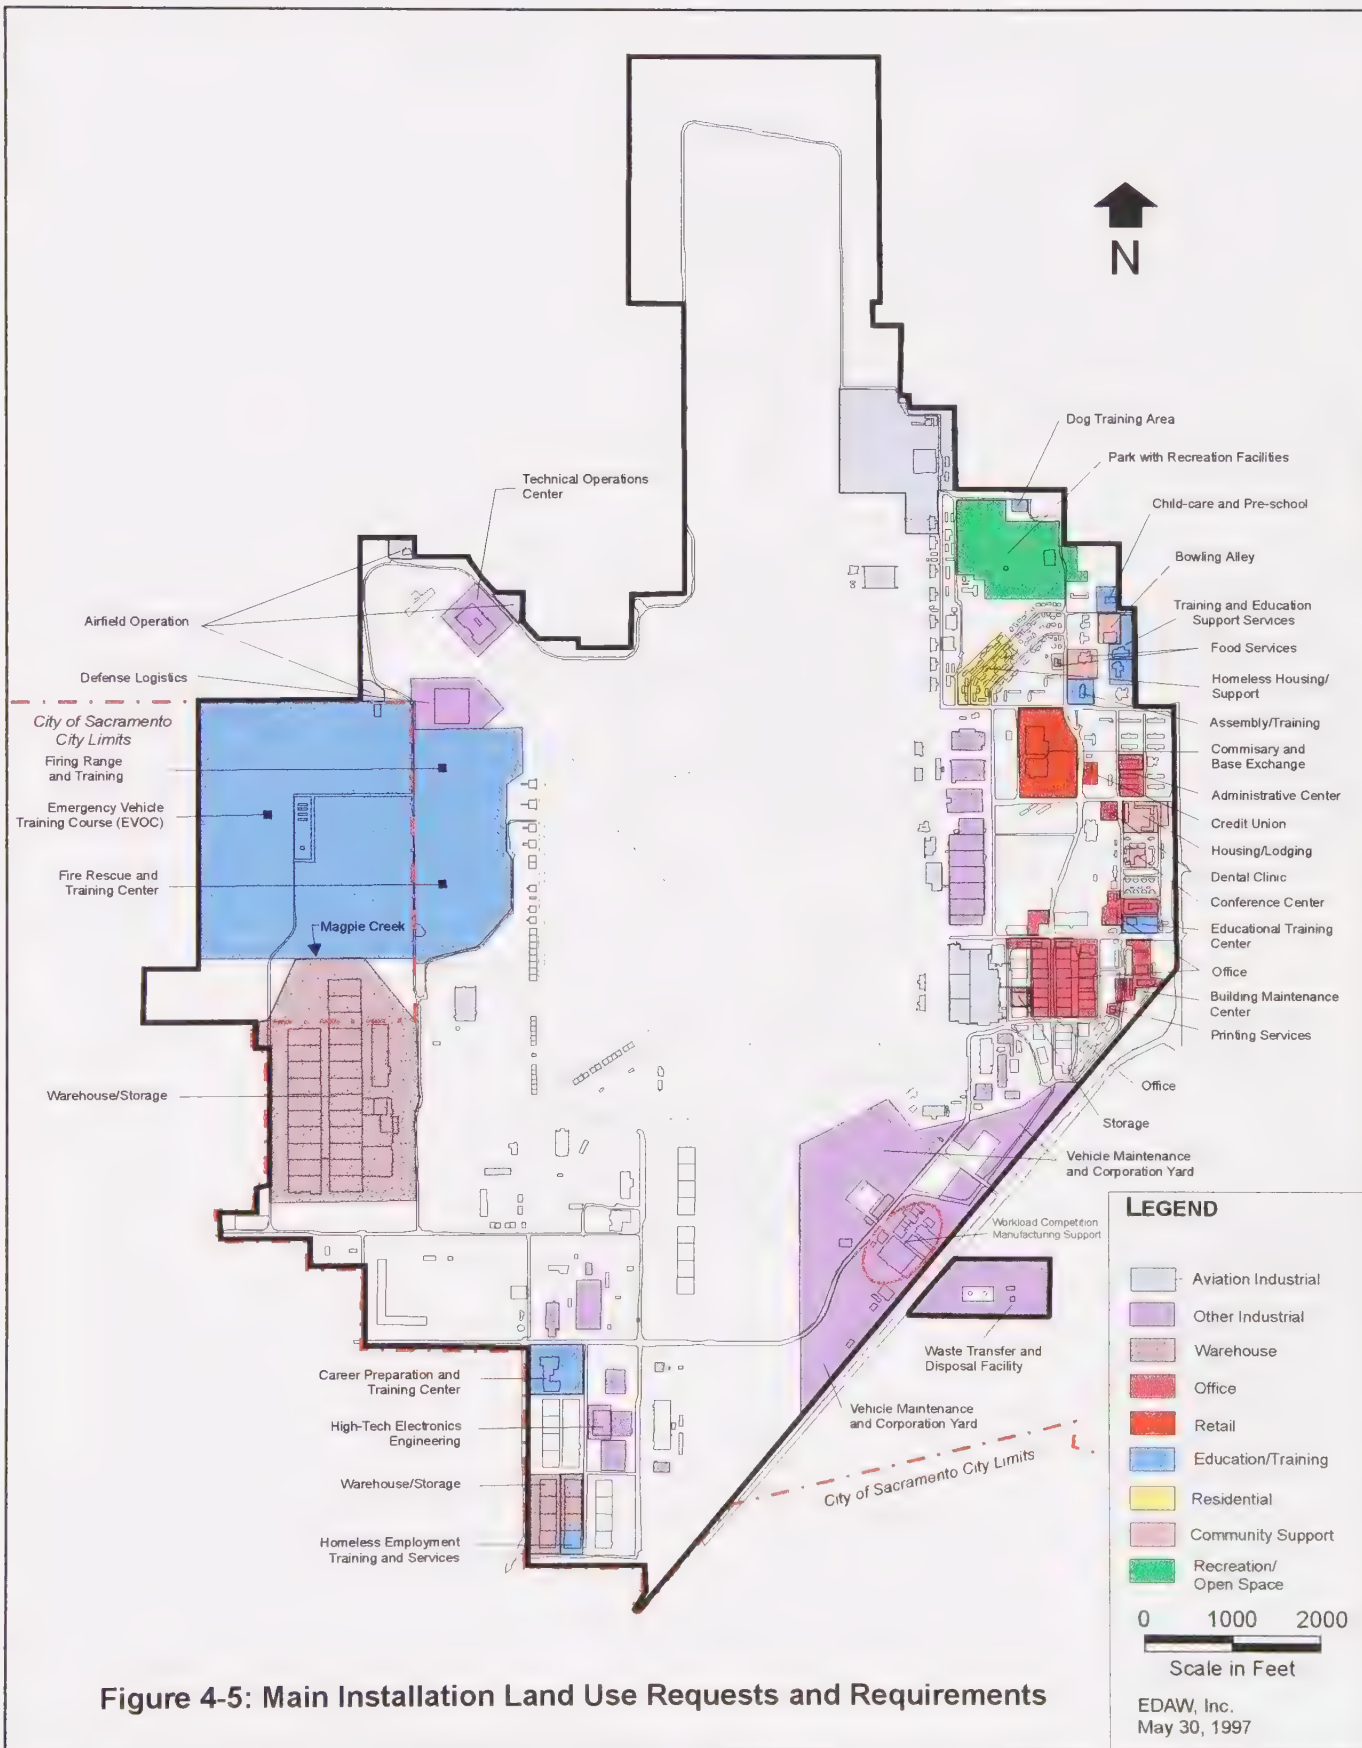 N
Dog Training Area
Park with Recreation Facilities
Technical Operations
Center
Child-care and Pre-school
Bowling Alley
Training and Education
Support Services
Airfield Operation
Food Services
Defense Logistics
Homeless Housing/
Support
City of Sacramento
City Limits
Assembly/Training
Firing Range
and Training
Commisary and
Base Exchange
Emergency Vehicle
Training Course (EVOC)
Administrative Center
Credit Union
Housing/Lodging
Fire Rescue and
Training Center
Dental Clinic
Conference Center
Magpie Creek
Educational Training
Center
Office
Building Maintenance
Center
Printing Services
Office
Warehouse/Storage
Storage
Vehicle Maintenance
and Corporation Yard
Workload Competition
Manufacturing Support
Waste Transfer and
Disposal Facility
Career Preparation and
Training Center
Vehicle Maintenance
and Corporation Yard
High-Tech Electronics
Engineering
City of Sacramento City Limits
Warehouse/Storage
Homeless Employment
Training and Services
LEGEND
Aviation Industrial
Other Industrial
Warehouse
Office
Retail
Education/Training
Residential
Community Support
Recreation/
Open Space
0 1000 2000
Scale in Feet
Figure 4-5: Main Installation Land Use Requests and Requirements
EDAW, Inc.
May 30, 1997